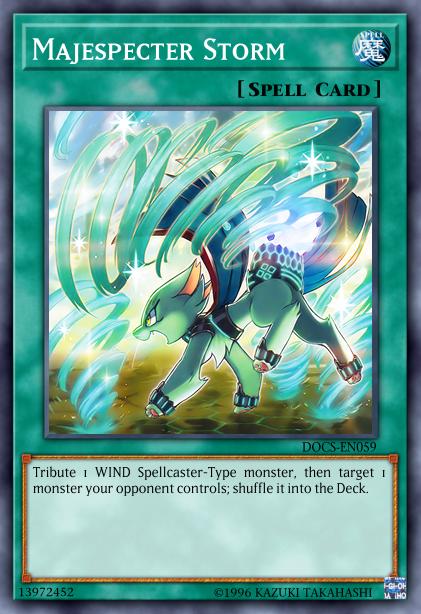 Majespecter Storm
SPELL
魔
[Spell Card]
DOCS-EN059
Tribute 1 WIND Spellcaster-Type monster, then target 1
monster your opponent controls; shuffle it into the Deck.
13972452
©1996 KAZUKI TAKAHASHI